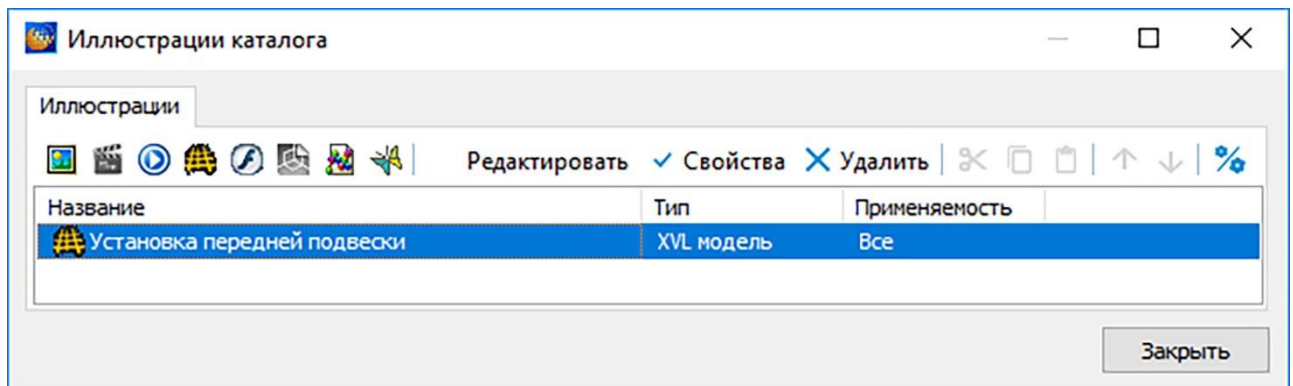 Иллюстрации каталога
Иллюстрации
Редактировать Свойства Удалить
Название Тип Применяемость
Установка передней подвески XVL модель Все
Закрыть